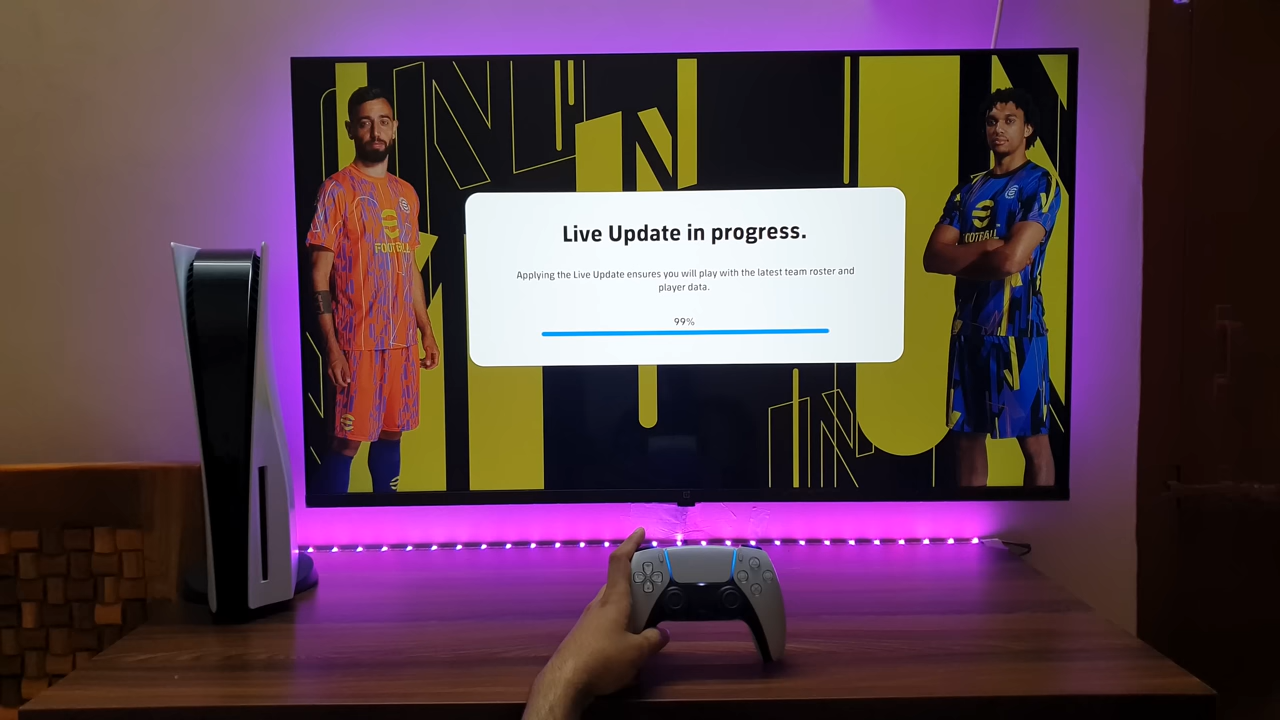 Live Update in progress.
Applying the Live Update ensures you will play with the latest team roster and
player data.
99%